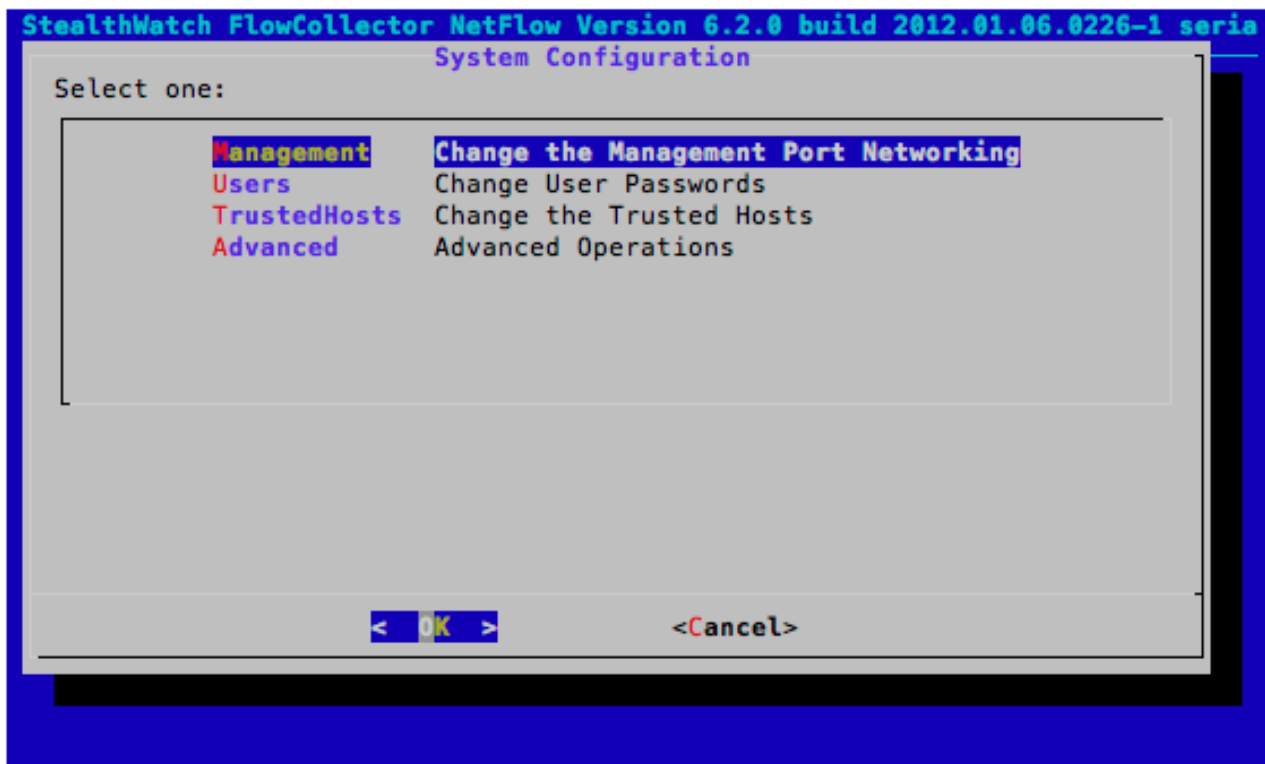 StealthWatch FlowCollector NetFlow Version 6.2.0 build 2012.01.06.0226-1 seria
System Configuration
Select one:
Management Change the Management Port Networking
Users Change User Passwords
TrustedHosts Change the Trusted Hosts
Advanced Advanced Operations
< OK > <Cancel>